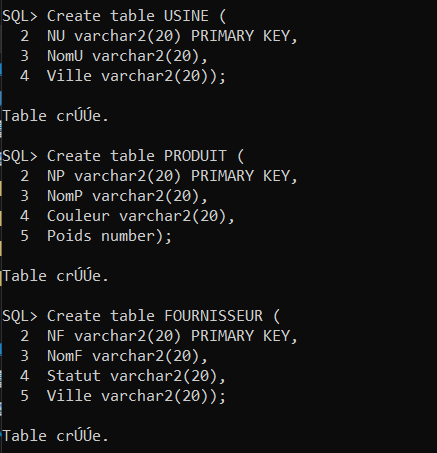 SQL> Create table USINE (
  2  NU varchar2(20) PRIMARY KEY,
  3  NomU varchar2(20),
  4  Ville varchar2(20));
Table crÚÚe.
SQL> Create table PRODUIT (
  2  NP varchar2(20) PRIMARY KEY,
  3  NomP varchar2(20),
  4  Couleur varchar2(20),
  5  Poids number);
Table crÚÚe.
SQL> Create table FOURNISSEUR (
  2  NF varchar2(20) PRIMARY KEY,
  3  NomF varchar2(20),
  4  Statut varchar2(20),
  5  Ville varchar2(20));
Table crÚÚe.